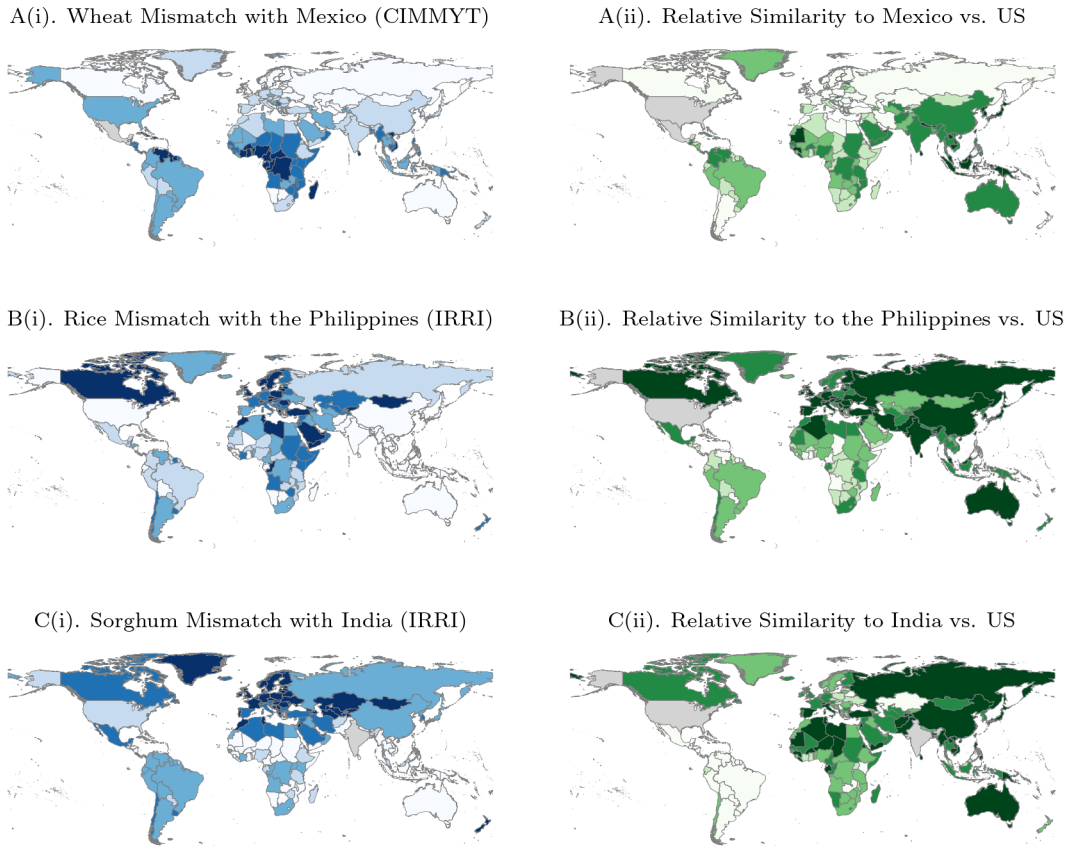 A(i). Wheat Mismatch with Mexico (CIMMYT)
A(ii). Relative Similarity to Mexico vs. US
B(i). Rice Mismatch with the Philippines (IRRI)
B(ii). Relative Similarity to the Philippines vs. US
C(i). Sorghum Mismatch with India (IRRI)
C(ii). Relative Similarity to India vs. US